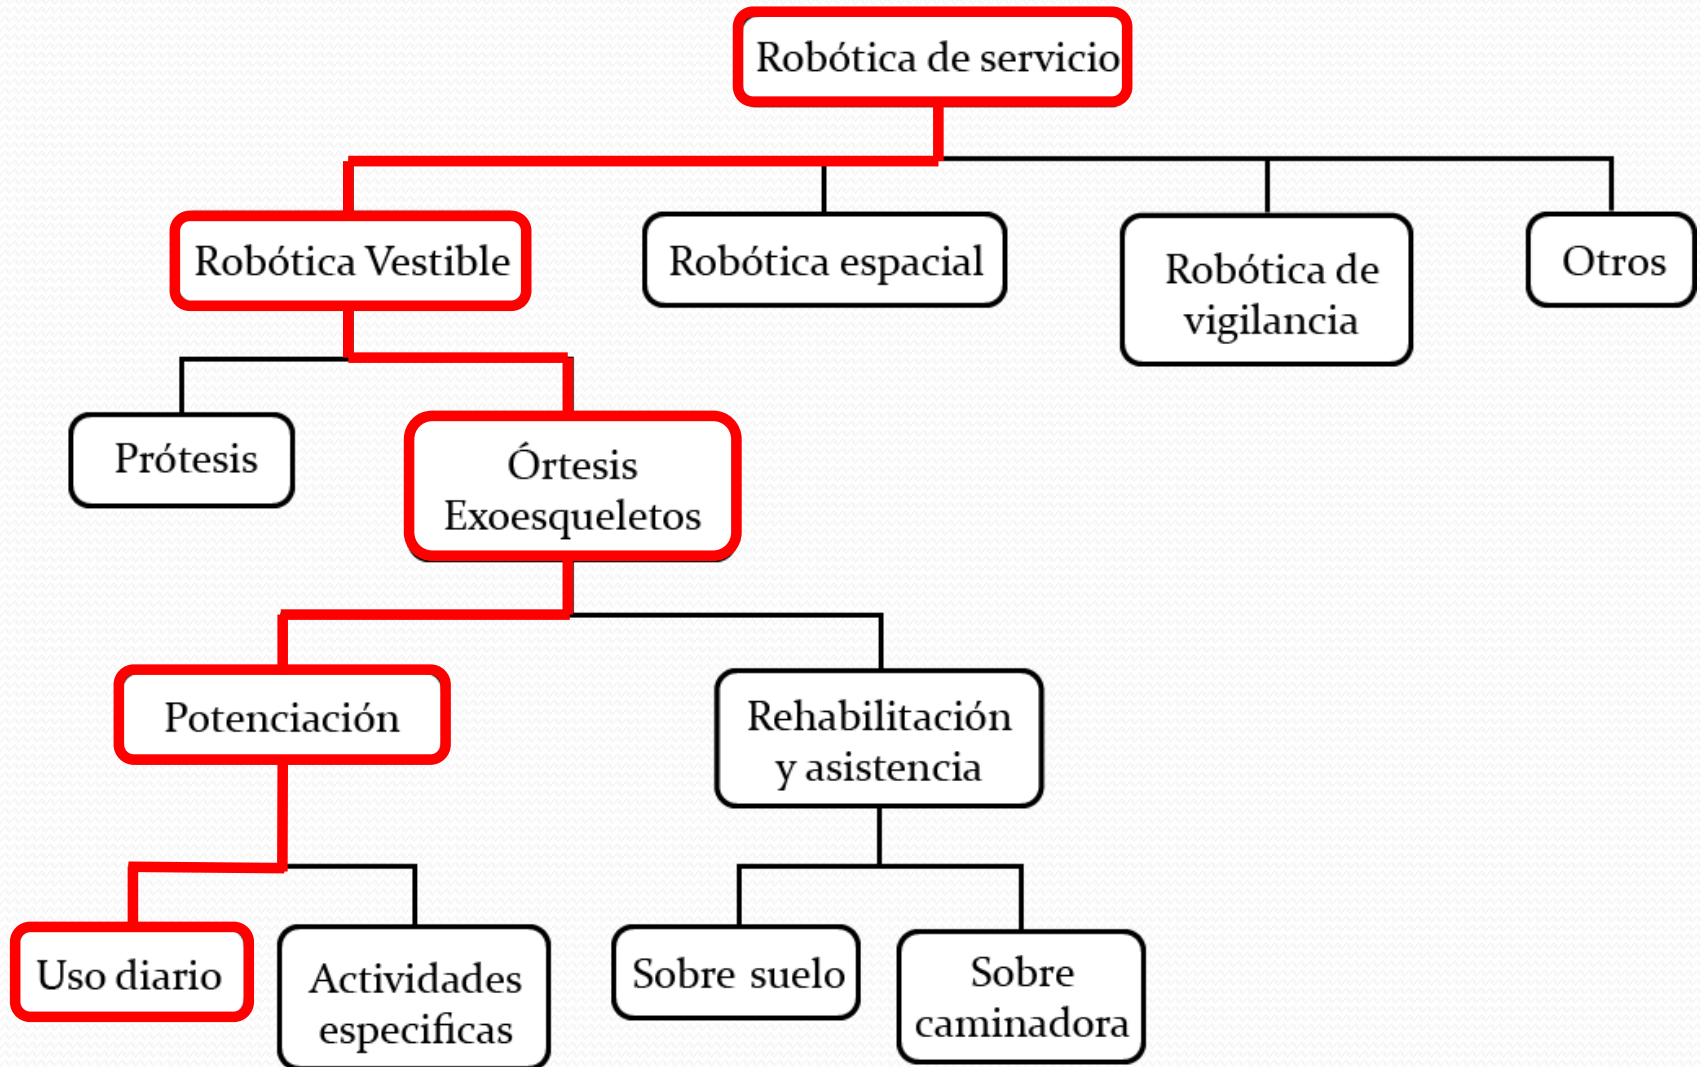 Robótica de servicio
Robótica Vestible
Robótica espacial
Robótica de
vigilancia
Otros
Prótesis
Órtesis
Exoesqueletos
Potenciación
Rehabilitación
y asistencia
Uso diario
Actividades
especificas
Sobre suelo
Sobre
caminadora